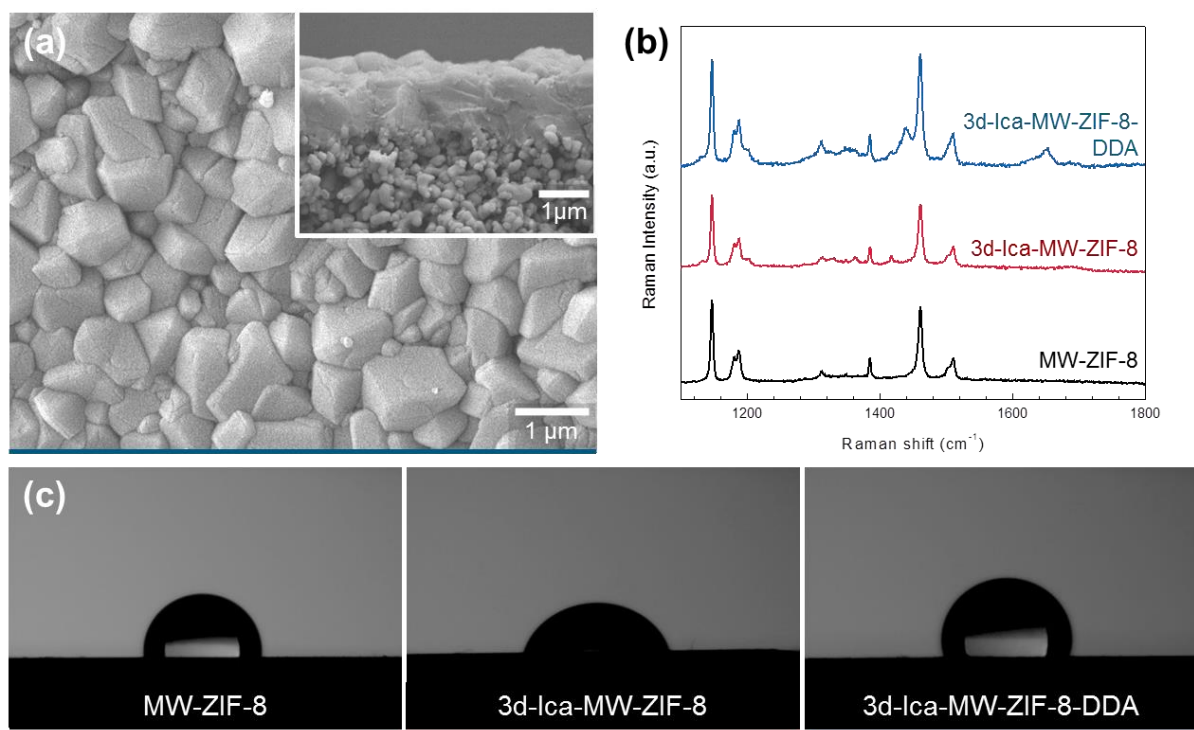 (a)
1µm
1 µm
(b)
Raman Intensity (a.u.)
3d-Ica-MW-ZIF-8-
DDA
3d-Ica-MW-ZIF-8
MW-ZIF-8
1200 1400 1600 1800
Raman shift (cm⁻¹)
(c)
MW-ZIF-8
3d-Ica-MW-ZIF-8
3d-Ica-MW-ZIF-8-DDA